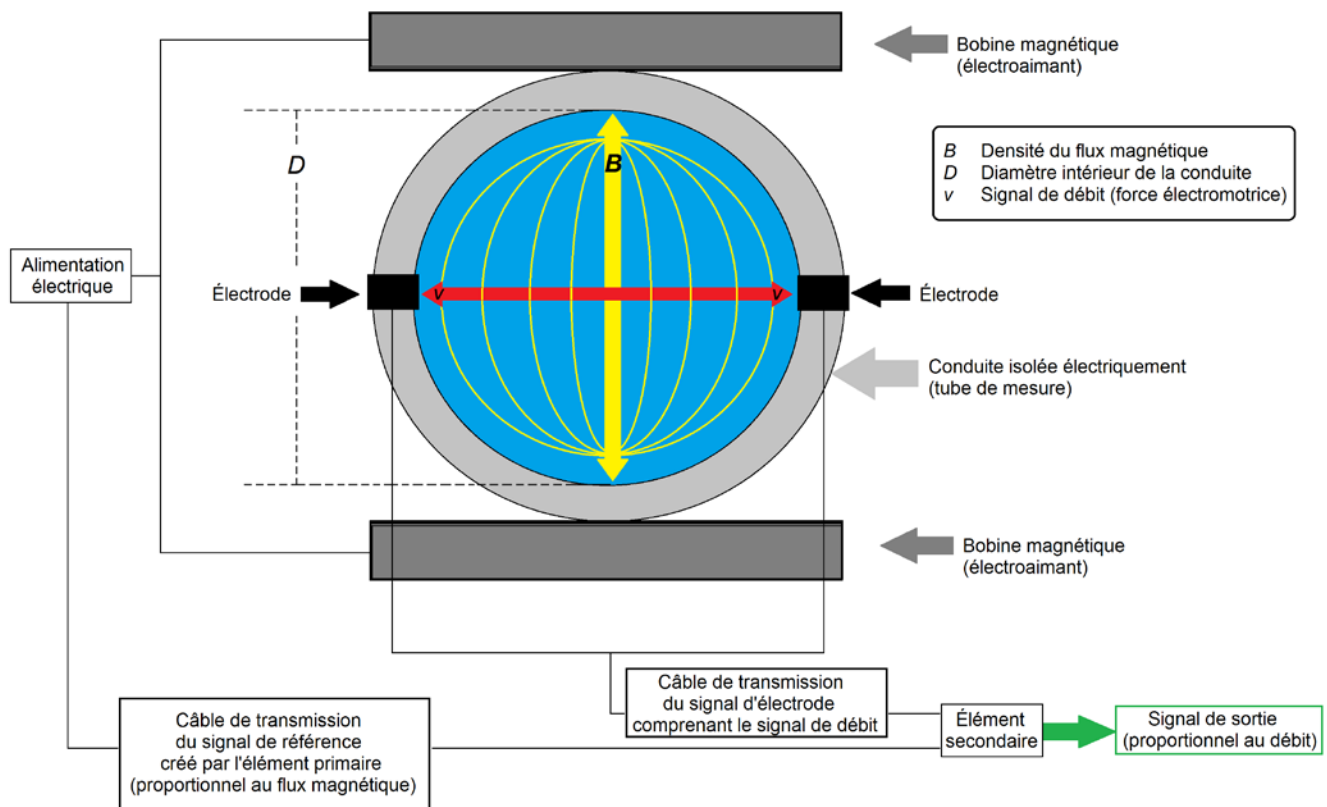 Bobine magnétique
(électroaimant)
D
B
B Densité du flux magnétique
D Diamètre intérieur de la conduite
v Signal de débit (force électromotrice)
Alimentation
électrique
Électrode
v
v
Électrode
Conduite isolée électriquement
(tube de mesure)
Bobine magnétique
(électroaimant)
Câble de transmission
du signal d'électrode
comprenant le signal de débit
Câble de transmission
du signal de référence
créé par l'élément primaire
(proportionnel au flux magnétique)
Élément
secondaire
Signal de sortie
(proportionnel au débit)